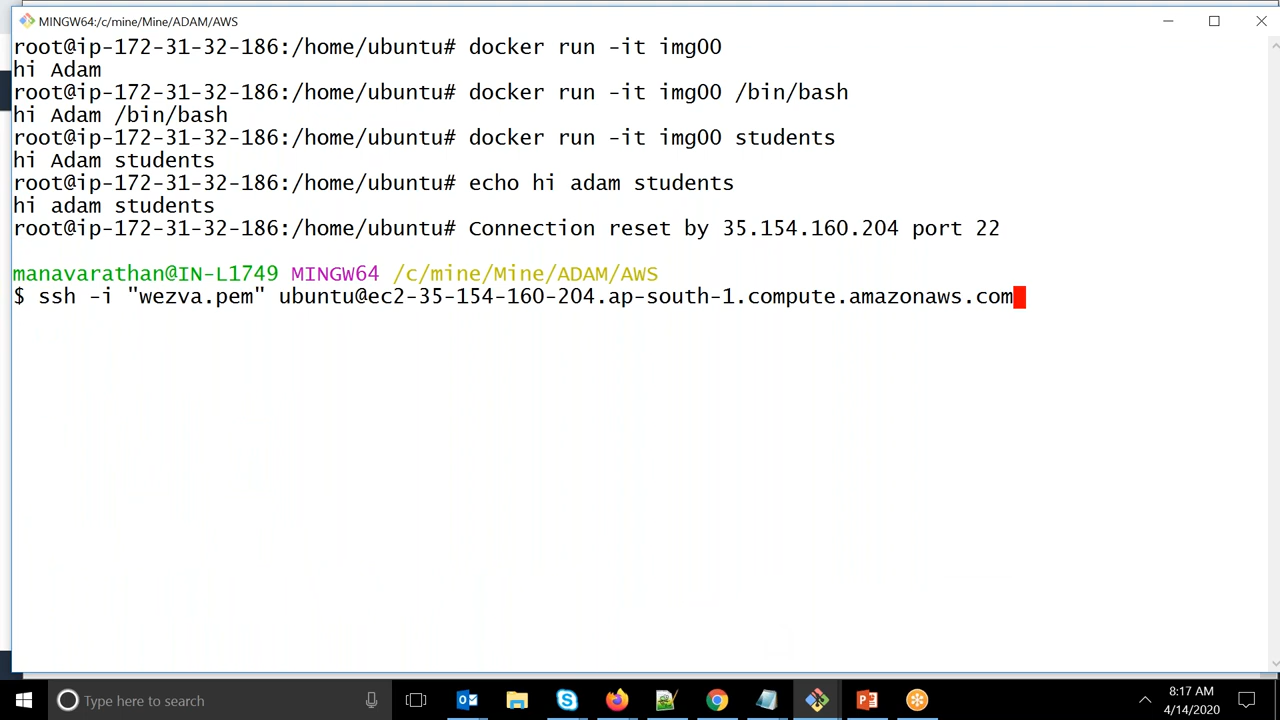 MINGW64:/c/mine/Mine/ADAM/AWS
root@ip-172-31-32-186:/home/ubuntu# docker run -it img00
hi Adam
root@ip-172-31-32-186:/home/ubuntu# docker run -it img00 /bin/bash
hi Adam /bin/bash
root@ip-172-31-32-186:/home/ubuntu# docker run -it img00 students
hi Adam students
root@ip-172-31-32-186:/home/ubuntu# echo hi adam students
hi adam students
root@ip-172-31-32-186:/home/ubuntu# Connection reset by 35.154.160.204 port 22
manavarathan@IN-L1749 MINGW64 /c/mine/Mine/ADAM/AWS
$ ssh -i "wezva.pem" ubuntu@ec2-35-154-160-204.ap-south-1.compute.amazonaws.com
Type here to search
8:17 AM
4/14/2020